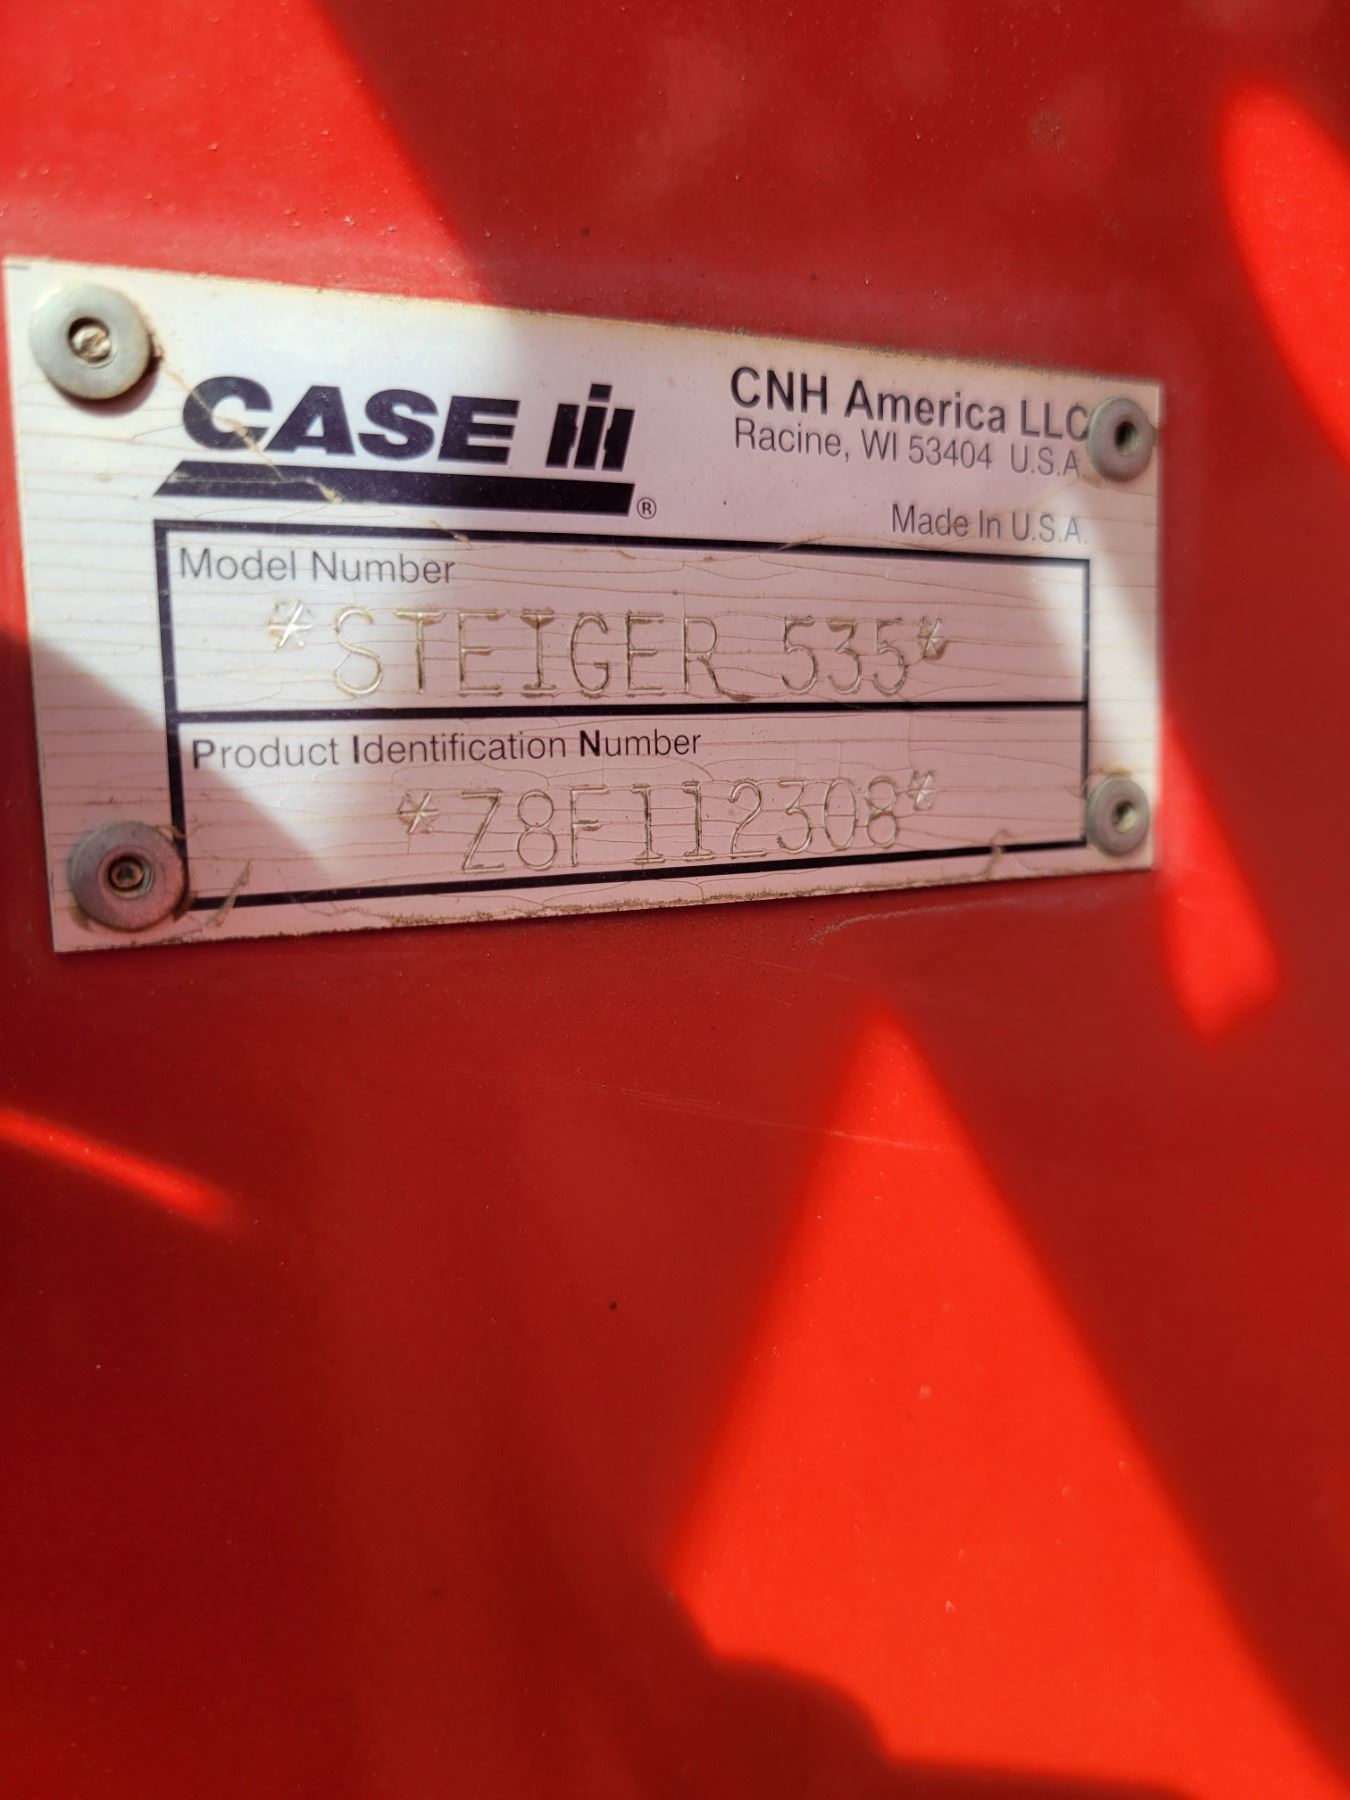 CASE IH ®
CNH America LLC
Racine, WI 53404 U.S.A.
Made In U.S.A.
Model Number
*STEIGER 535*
Product Identification Number
*Z8F112308*